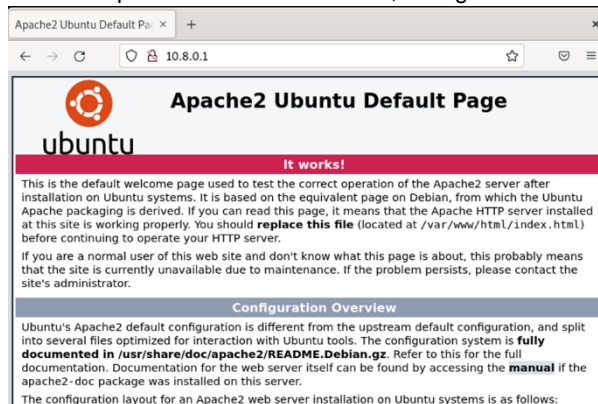 Apache2 Ubuntu Default Pa
10.8.0.1
Apache2 Ubuntu Default Page
ubuntu
It works!
This is the default welcome page used to test the correct operation of the Apache2 server after
installation on Ubuntu systems. It is based on the equivalent page on Debian, from which the Ubuntu
Apache packaging is derived. If you can read this page, it means that the Apache HTTP server installed
at this site is working properly. You should replace this file (located at /var/www/html/index.html)
before continuing to operate your HTTP server.
If you are a normal user of this web site and don't know what this page is about, this probably means
that the site is currently unavailable due to maintenance. If the problem persists, please contact the
site's administrator.
Configuration Overview
Ubuntu's Apache2 default configuration is different from the upstream default configuration, and split
into several files optimized for interaction with Ubuntu tools. The configuration system is fully
documented in /usr/share/doc/apache2/README.Debian.gz. Refer to this for the full
documentation. Documentation for the web server itself can be found by accessing the manual if the
apache2-doc package was installed on this server.
The configuration layout for an Apache2 web server installation on Ubuntu systems is as follows: